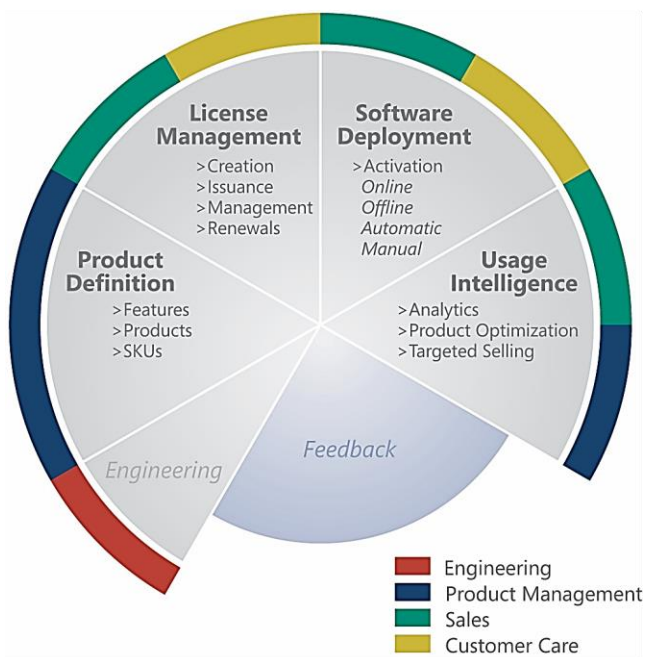 License
Management
>Creation
>Issuance
>Management
>Renewals
Software
Deployment
>Activation
Online
Offline
Automatic
Manual
Product
Definition
>Features
>Products
>SKUs
Usage
Intelligence
>Analytics
>Product Optimization
>Targeted Selling
Engineering
Feedback
Engineering
Product Management
Sales
Customer Care